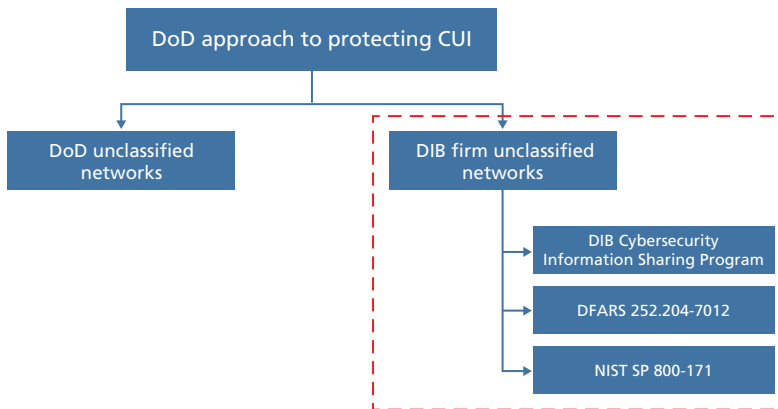 DoD approach to protecting CUI
DoD unclassified
networks
DIB firm unclassified
networks
DIB Cybersecurity
Information Sharing Program
DFARS 252.204-7012
NIST SP 800-171